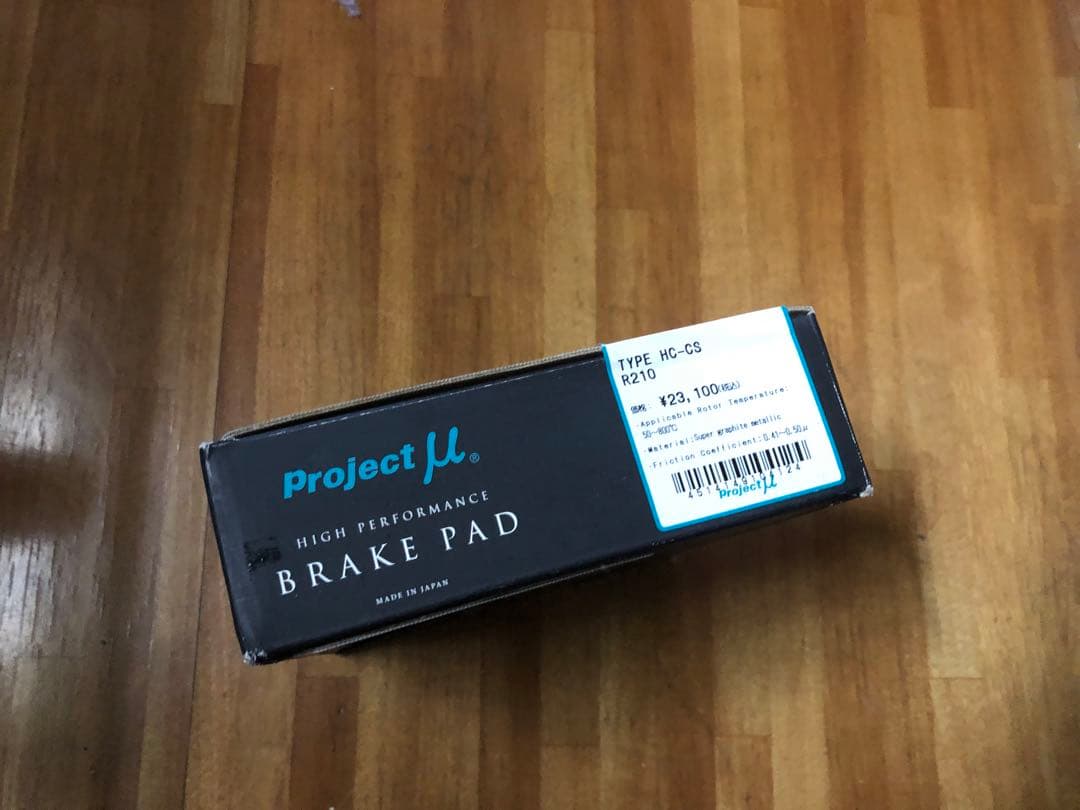 Project μ®
HIGH PERFORMANCE
BRAKE PAD
MADE IN JAPAN
TYPE HC-CS
R210
価格: ¥23,100(税込)
・Applicable Rotor Temperature:
50~800℃
・Material:Super graphite metallic
・Friction Coefficient:0.41~0.50μ
Project μ